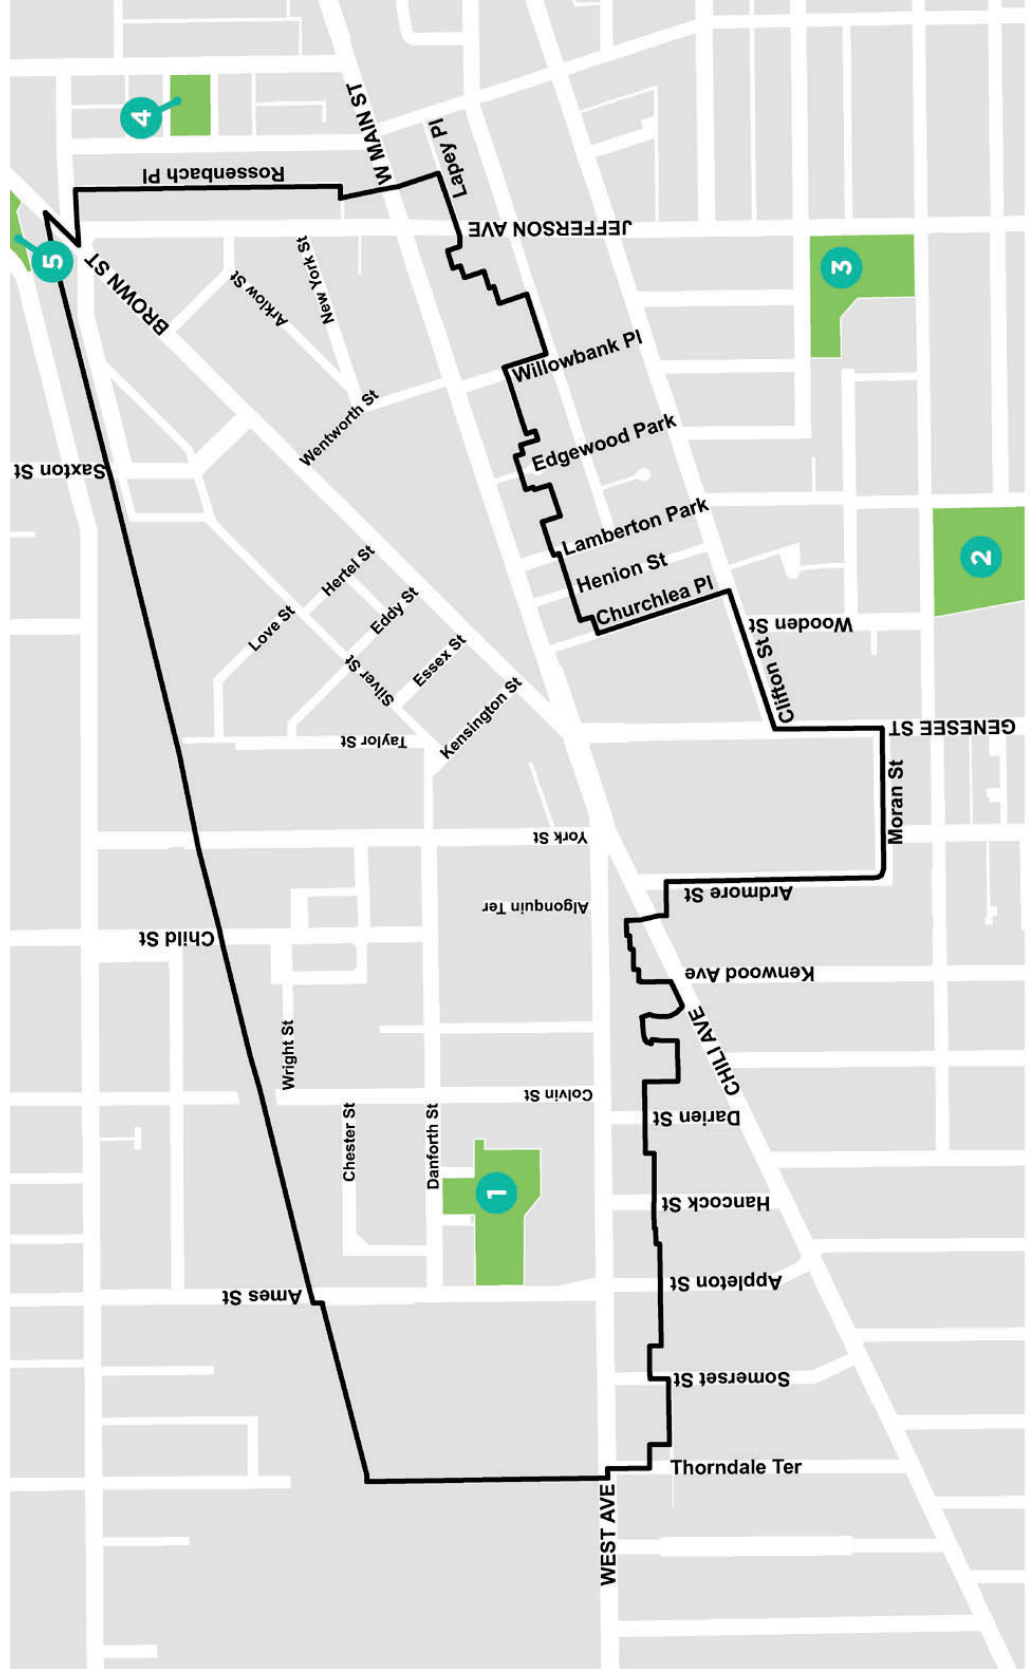 4
W MAIN ST
Lapey Pl
Rossenbach Pl
JEFFERSON AVE
5
BROWN ST
Arklow St
New York St
3
Willowbank Pl
Wentworth St
Edgewood Park
Saxton St
Lamberton Park
Henion St
Churchlea Pl
2
Hertel St
Love St
Eddy St
Silver St
Essex St
Kensington St
Taylor St
Wooden St
Clifton St
GENESEE ST
Moran St
York St
Ardmore St
Algonquin Ter
Child St
Kenwood Ave
Wright St
CHILI AVE
Colvin St
Darien St
Chester St
Danforth St
1
Hancock St
Ames St
Appleton St
Somerset St
Thorndale Ter
WEST AVE